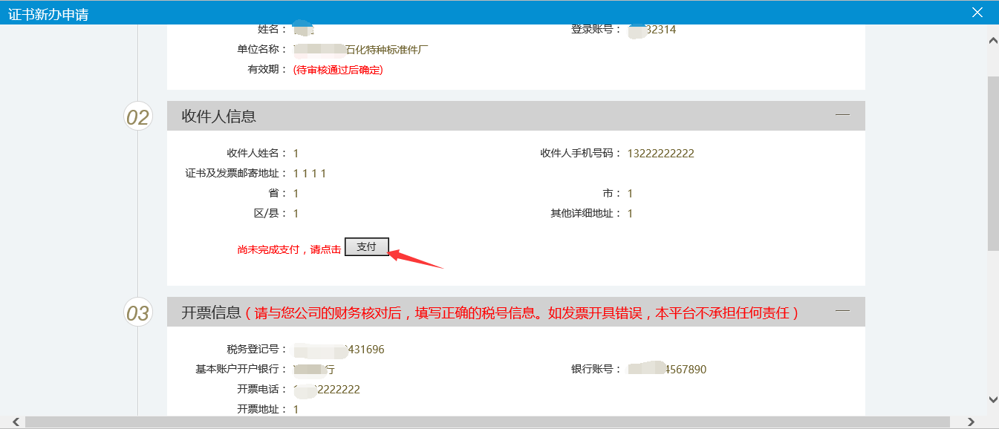 证书新办申请
姓名：
登录账号： 32314
单位名称： 石化特种标准件厂
有效期： (待审核通过后确定)
02
收件人信息
收件人姓名： 1
收件人手机号码： 13222222222
证书及发票邮寄地址： 1 1 1 1
省： 1
市： 1
区/县： 1
其他详细地址： 1
尚未完成支付，请点击 支付
03
开票信息（请与您公司的财务核对后，填写正确的税号信息。如发票开具错误，本平台不承担任何责任）
税务登记号： 431696
基本账户开户银行： 行
银行账号： 4567890
开票电话： 2222222
开票地址： 1